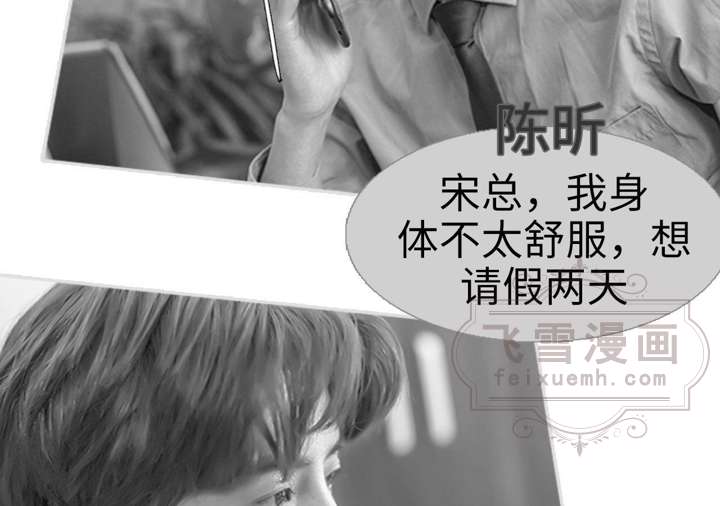 陈昕
宋总，我身
体不太舒服，想
请假两天
飞雪漫画
feixuemh.com